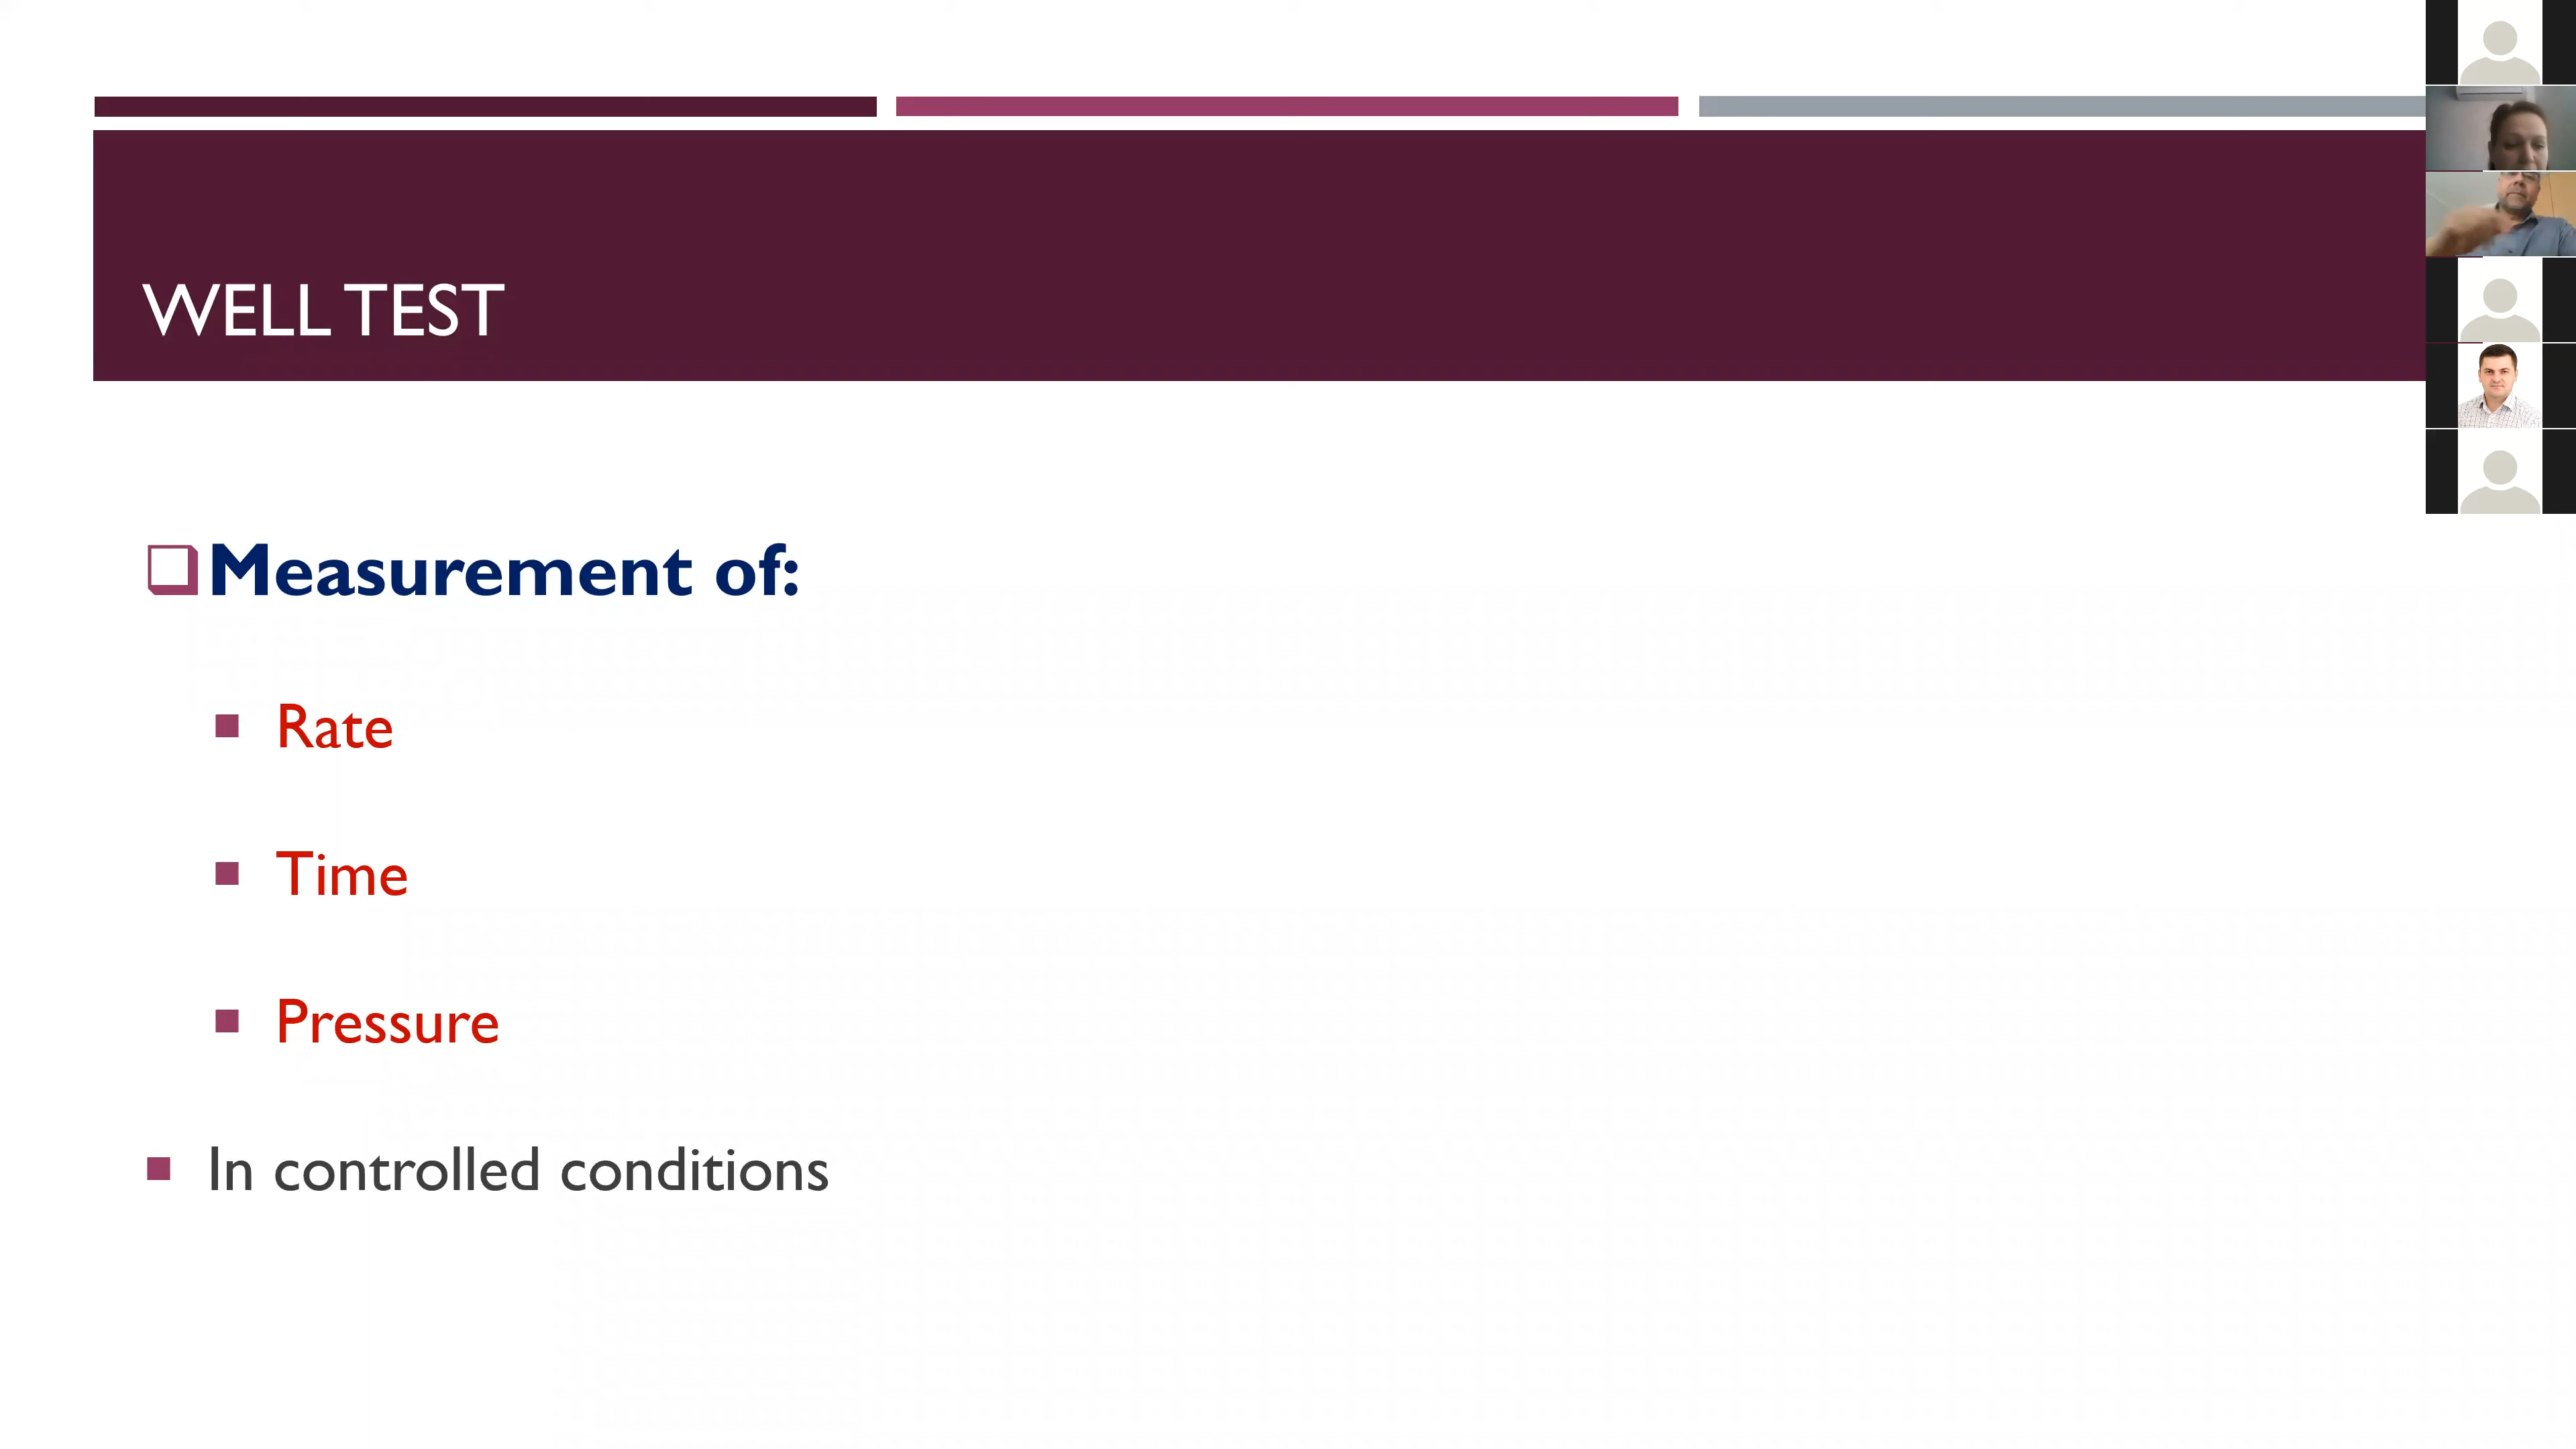 WELL TEST
Measurement of:
Rate
Time
Pressure
In controlled conditions